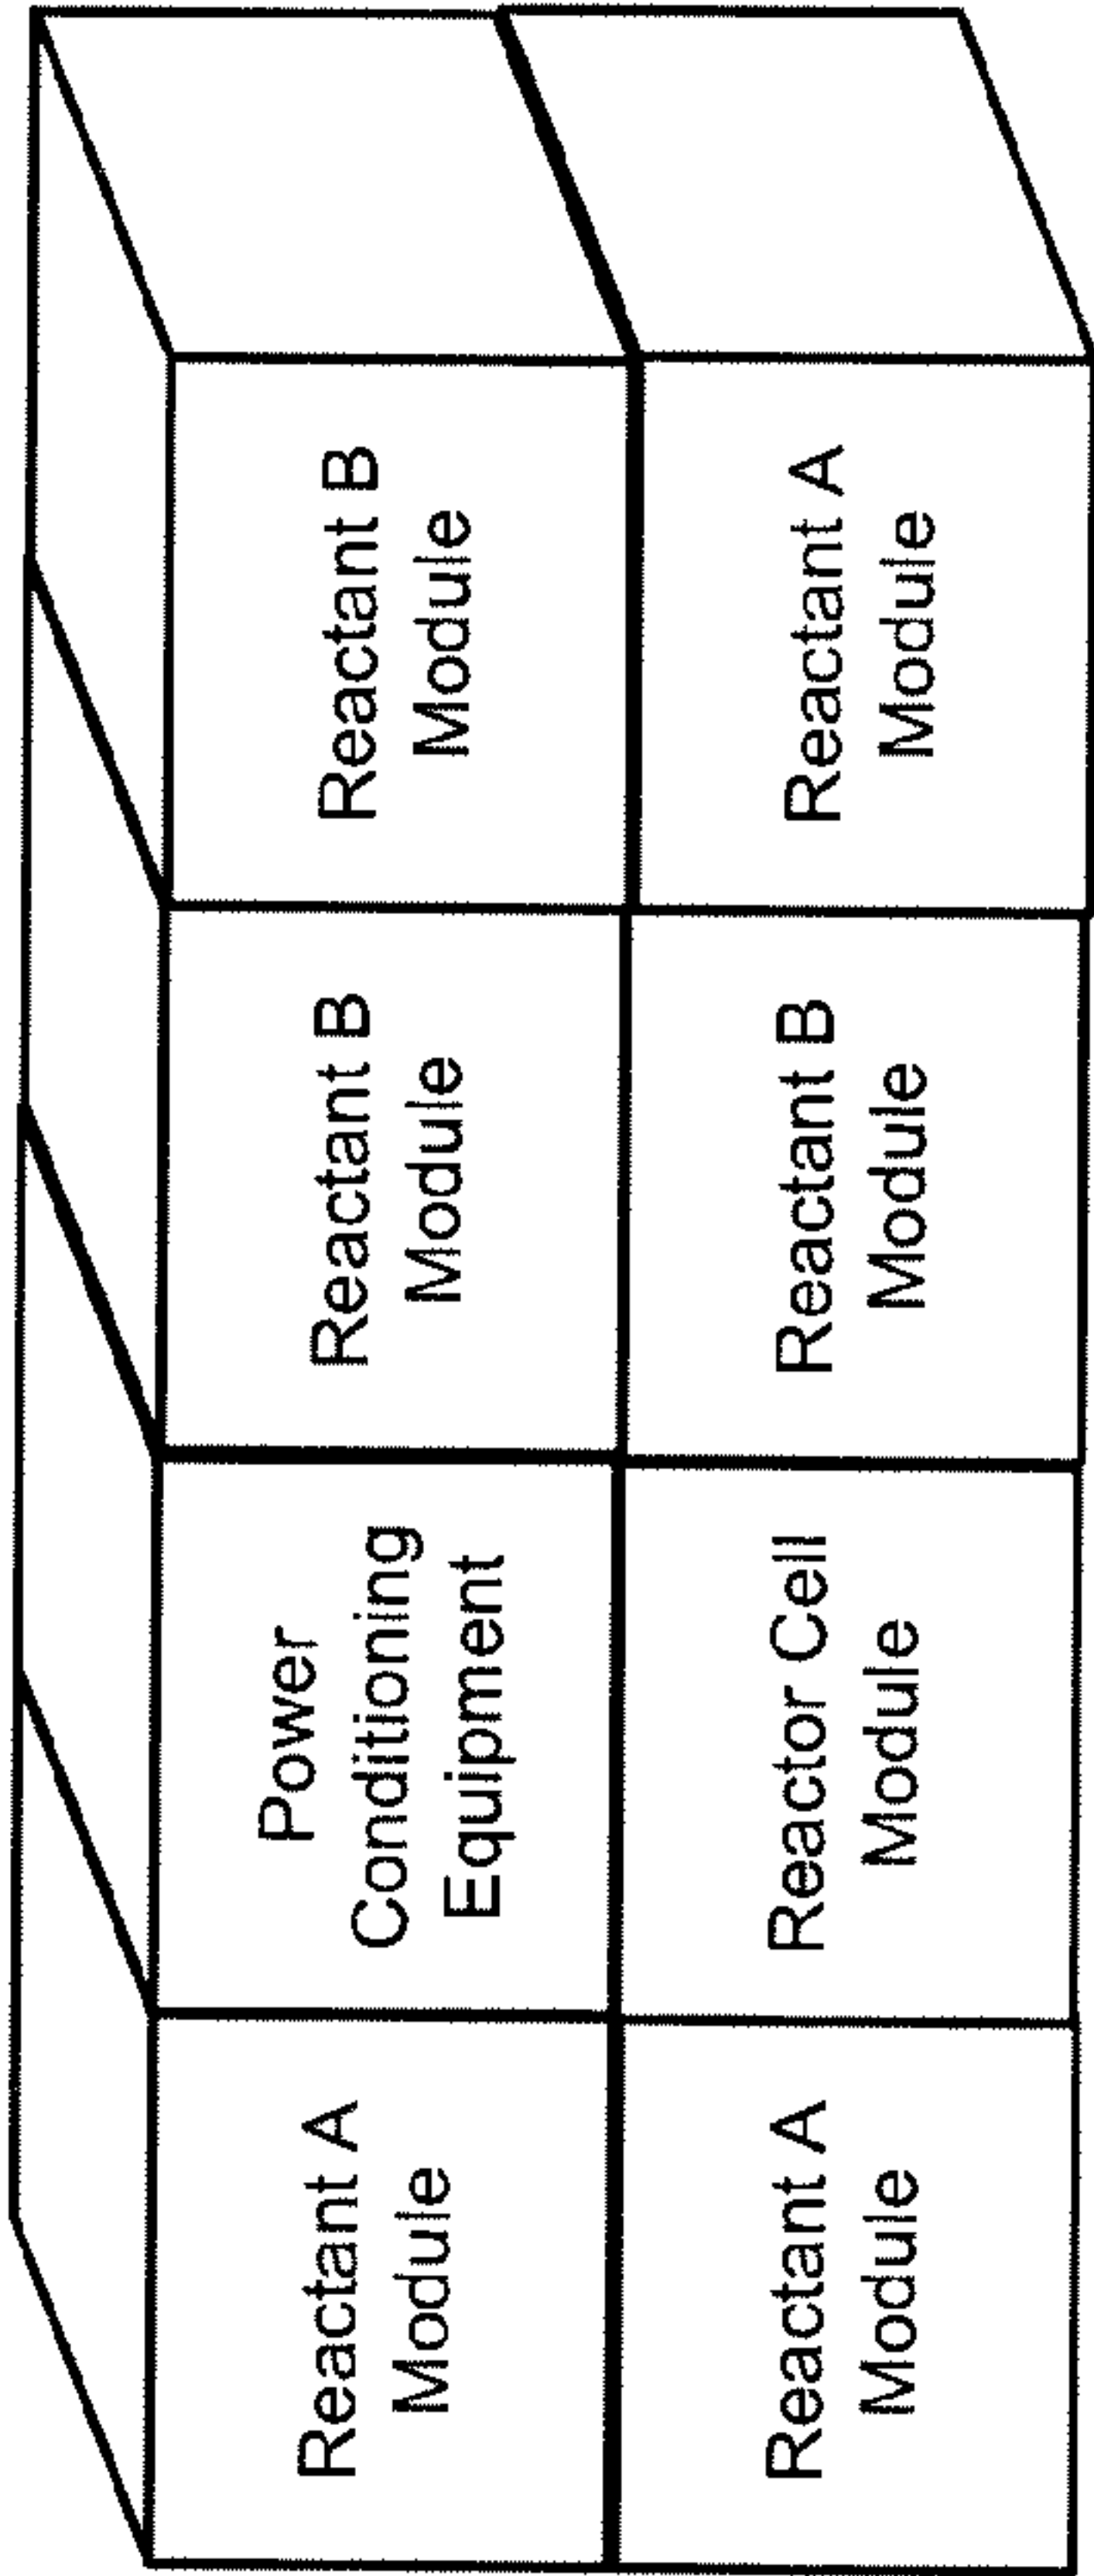 Reactant A
Module
Power
Conditioning
Equipment
Reactant B
Module
Reactant B
Module
Reactant A
Module
Reactor Cell
Module
Reactant B
Module
Reactant A
Module